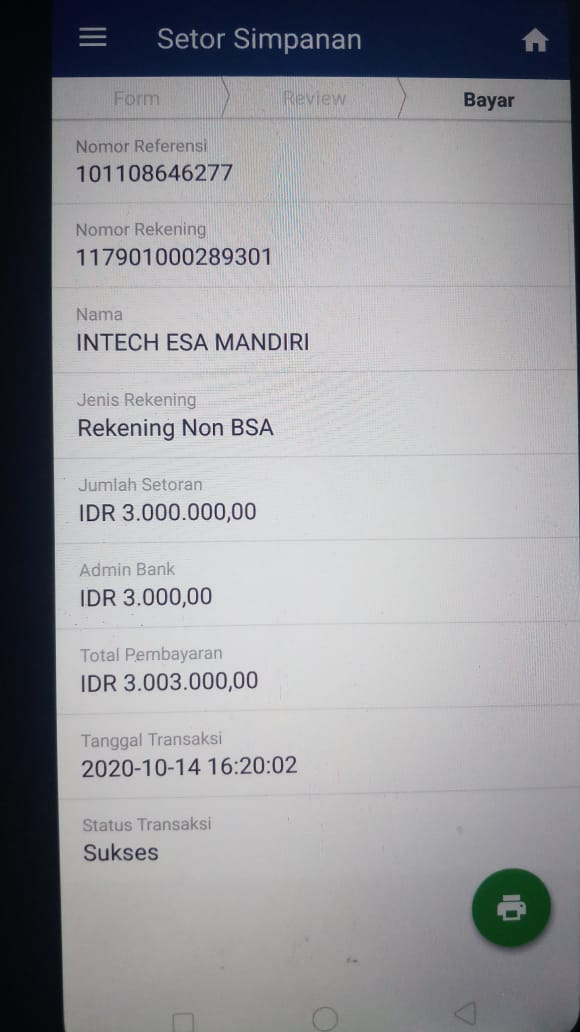 Setor Simpanan
Form
Review
Bayar
Nomor Referensi
101108646277
Nomor Rekening
117901000289301
Nama
INTECH ESA MANDIRI
Jenis Rekening
Rekening Non BSA
Jumlah Setoran
IDR 3.000.000,00
Admin Bank
IDR 3.000,00
Total Pembayaran
IDR 3.003.000,00
Tanggal Transaksi
2020-10-14 16:20:02
Status Transaksi
Sukses